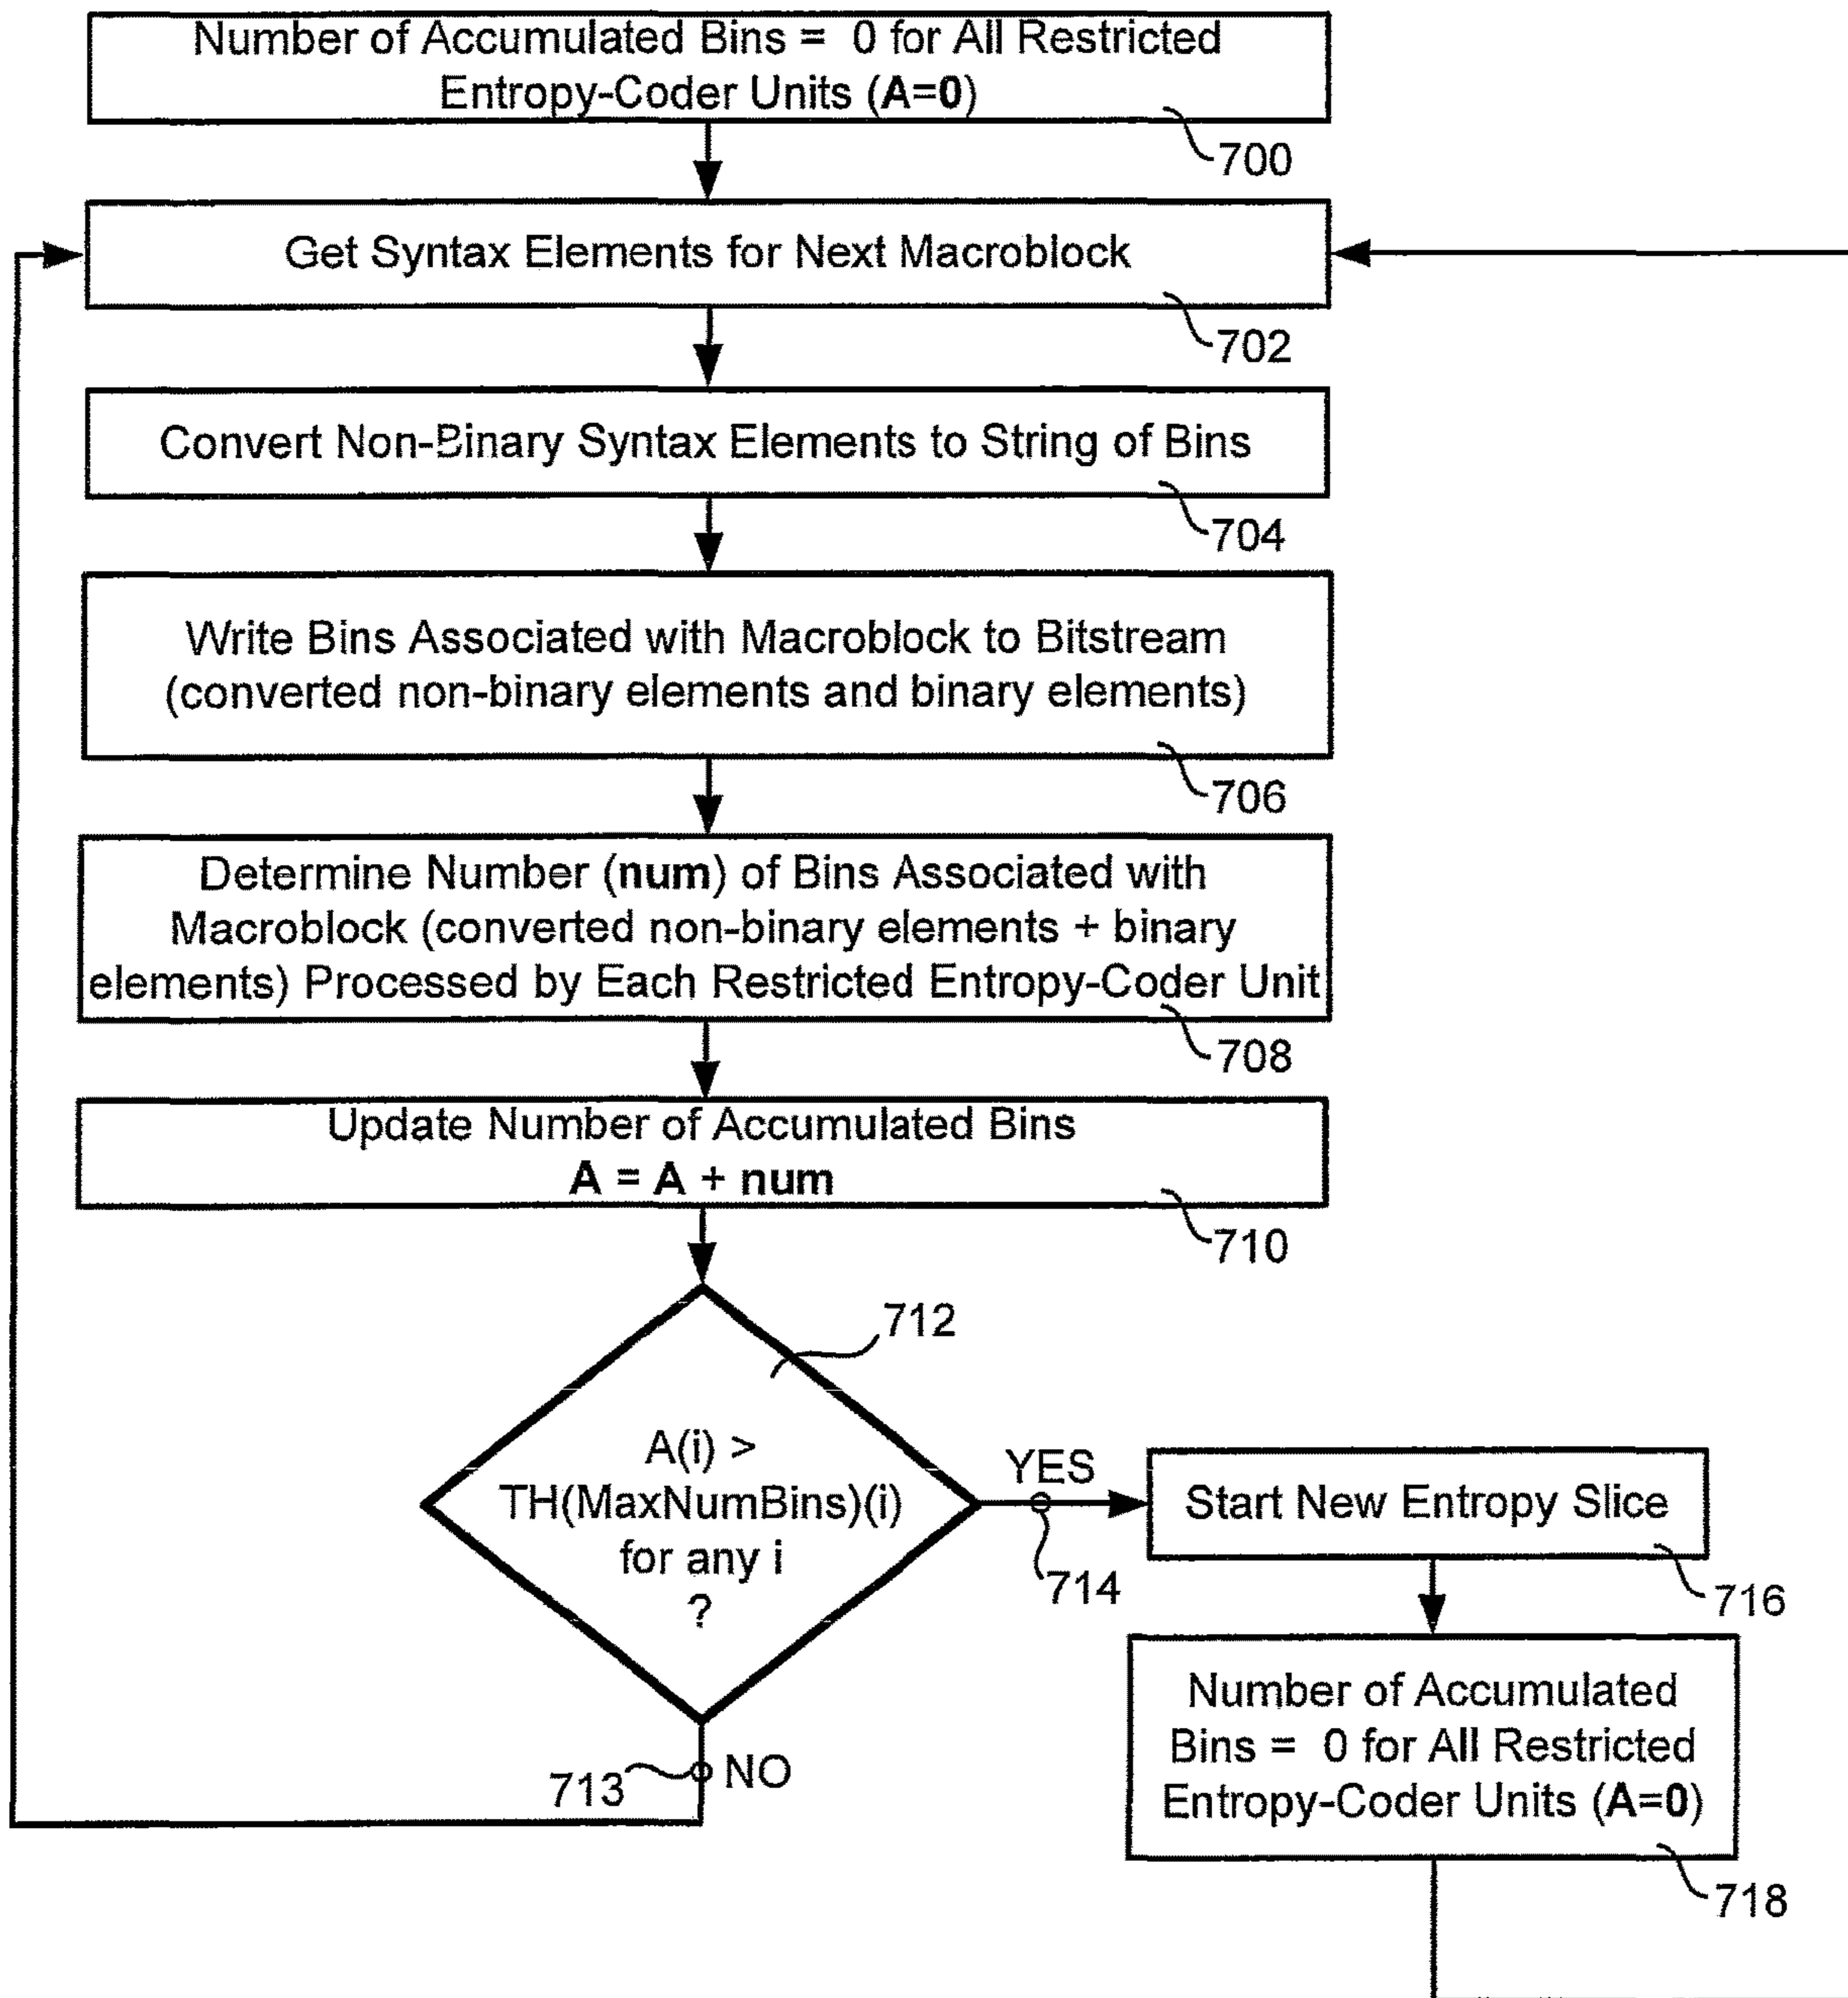 Number of Accumulated Bins = 0 for All Restricted
Entropy-Coder Units (A=0)
700
Get Syntax Elements for Next Macroblock
702
Convert Non-Binary Syntax Elements to String of Bins
704
Write Bins Associated with Macroblock to Bitstream
(converted non-binary elements and binary elements)
706
Determine Number (num) of Bins Associated with
Macroblock (converted non-binary elements + binary
elements) Processed by Each Restricted Entropy-Coder Unit
708
Update Number of Accumulated Bins
A = A + num
710
712
A(i) >
TH(MaxNumBins)(i)
for any i
?
YES
714
Start New Entropy Slice
716
713
NO
Number of Accumulated
Bins = 0 for All Restricted
Entropy-Coder Units (A=0)
718